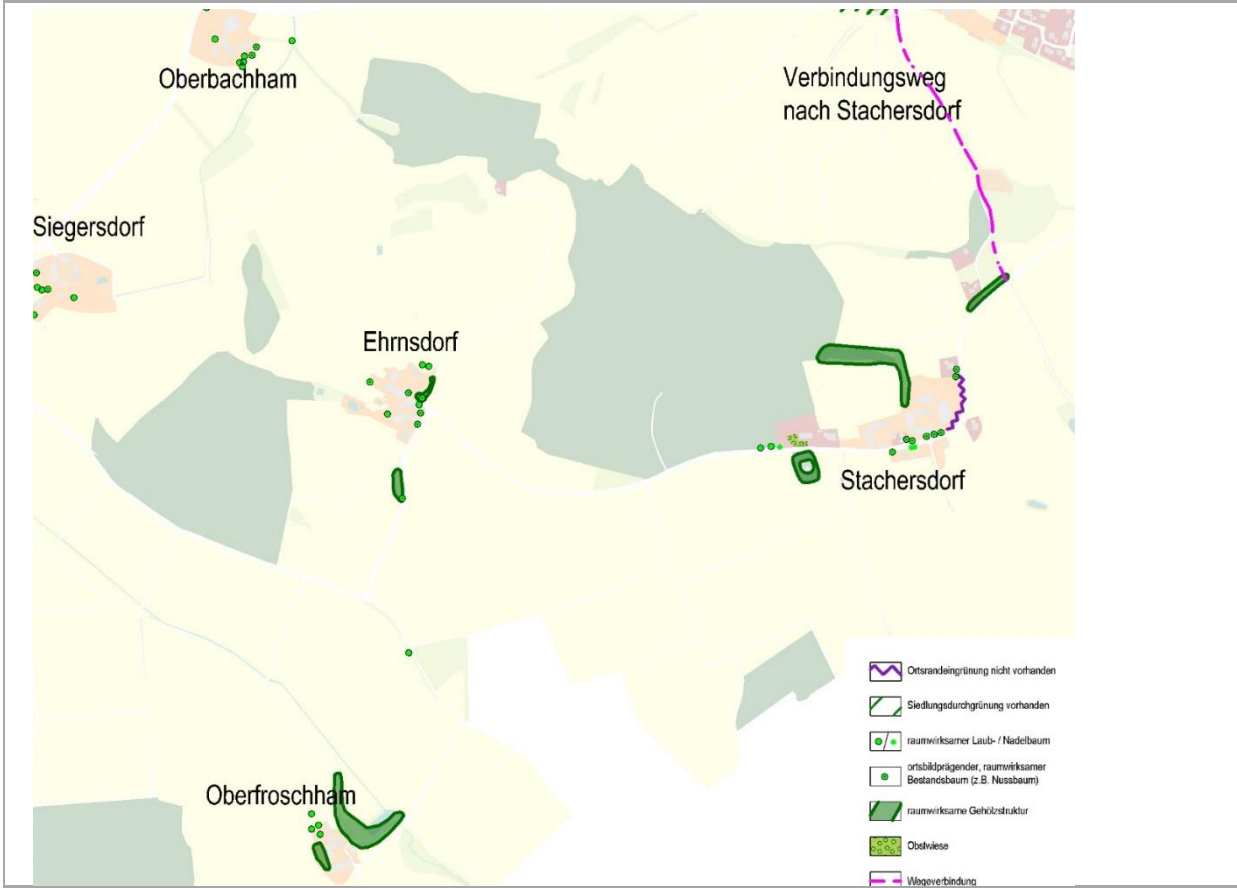 Oberbachham
Verbindungsweg
nach Stachersdorf
Siegersdorf
Ehrnsdorf
Stachersdorf
Oberfroschham
Ortsrandeingrünung nicht vorhanden
Siedlungsdurchgrünung vorhanden
raumwirksamer Laub- / Nadelbaum
ortsbildprägender, raumwirksamer
Bestandsbaum (z.B. Nussbaum)
raumwirksame Gehölzstruktur
Obstwiese
Wegeverbindung